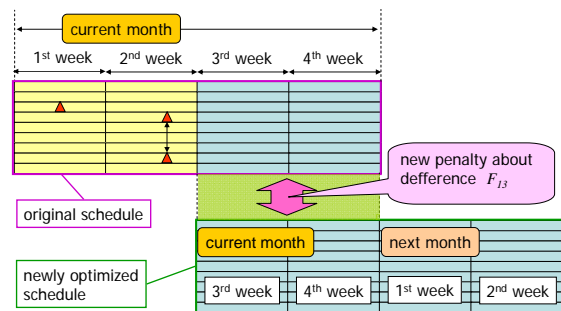 current month
1st week 2nd week 3rd week 4th week
new penalty about
defference F13
original schedule
current month next month
newly optimized
schedule
3rd week 4th week 1st week 2nd week